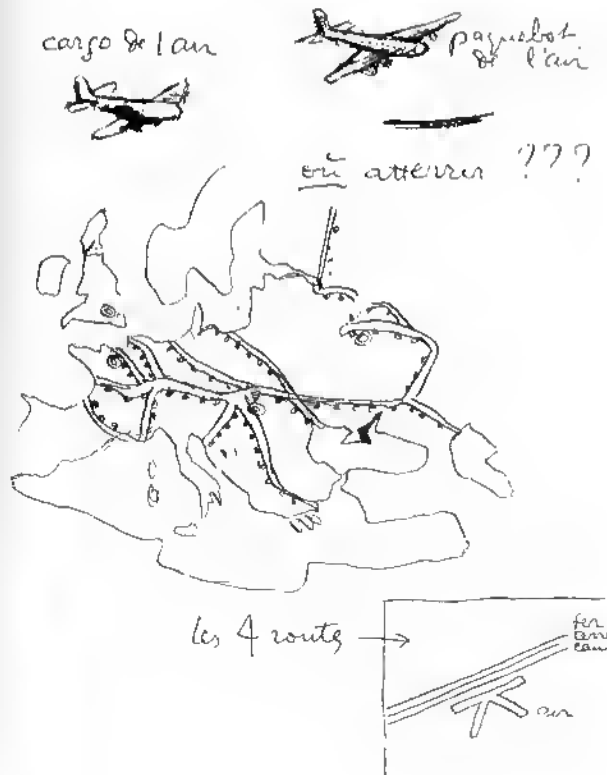 cargo de l'air
paquebot
de l'air
où atterrir ???
les 4 routes
fer
terre
eau
air